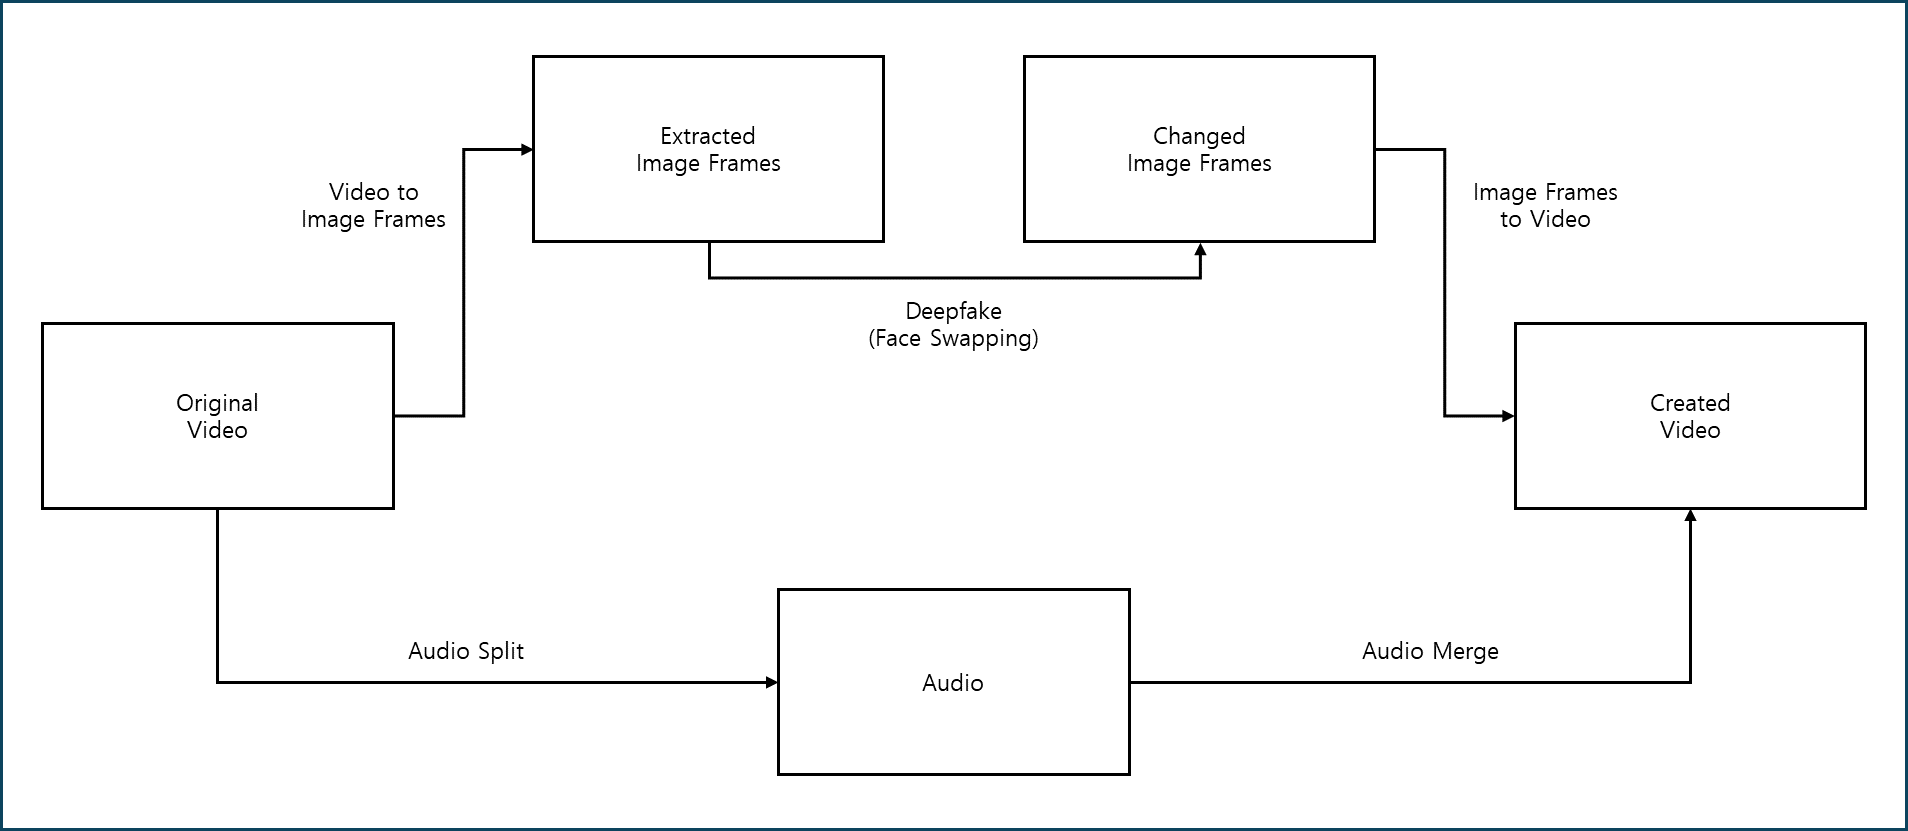 Extracted
Image Frames
Changed
Image Frames
Video to
Image Frames
Image Frames
to Video
Deepfake
(Face Swapping)
Original
Video
Created
Video
Audio Split
Audio
Audio Merge